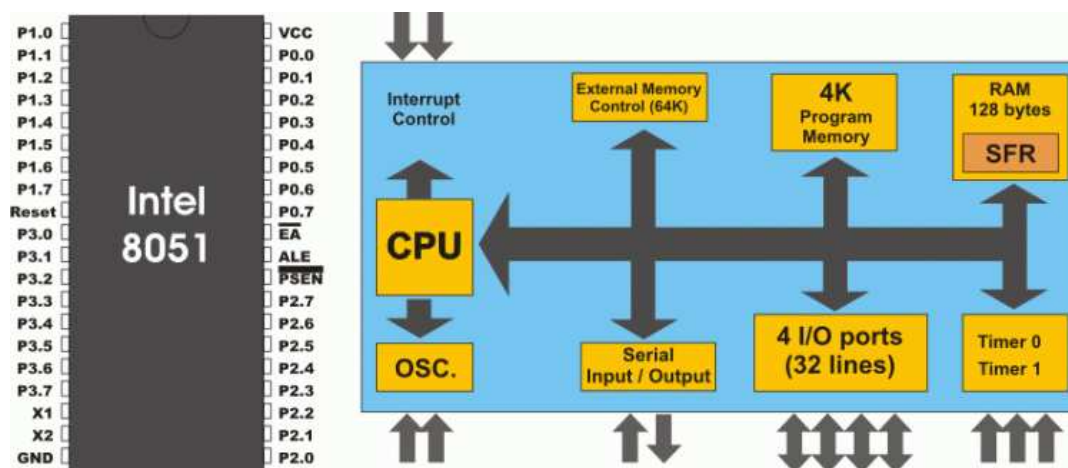 P1.0
P1.1
P1.2
P1.3
P1.4
P1.5
P1.6
P1.7
Reset
P3.0
P3.1
P3.2
P3.3
P3.4
P3.5
P3.6
P3.7
X1
X2
GND
Intel
8051
VCC
P0.0
P0.1
P0.2
P0.3
P0.4
P0.5
P0.6
P0.7
EA
ALE
PSEN
P2.7
P2.6
P2.5
P2.4
P2.3
P2.2
P2.1
P2.0
Interrupt
Control
External Memory
Control (64K)
4K
Program
Memory
RAM
128 bytes
SFR
CPU
OSC.
Serial
Input / Output
4 I/O ports
(32 lines)
Timer 0
Timer 1